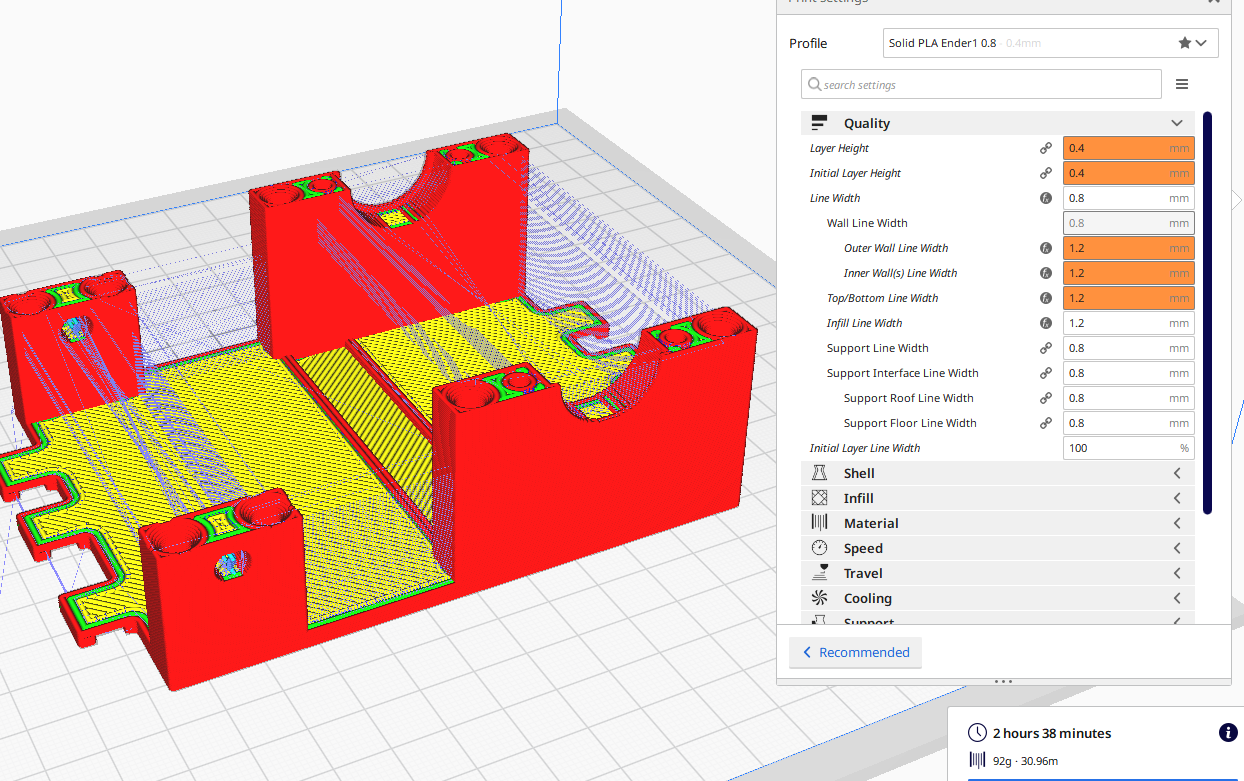 Print settings
Profile
Solid PLA Ender1 0.8 - 0.4mm
search settings
Quality
Layer Height 0.4 mm
Initial Layer Height 0.4 mm
Line Width 0.8 mm
Wall Line Width 0.8 mm
Outer Wall Line Width 1.2 mm
Inner Wall(s) Line Width 1.2 mm
Top/Bottom Line Width 1.2 mm
Infill Line Width 1.2 mm
Support Line Width 0.8 mm
Support Interface Line Width 0.8 mm
Support Roof Line Width 0.8 mm
Support Floor Line Width 0.8 mm
Initial Layer Line Width 100 %
Shell
Infill
Material
Speed
Travel
Cooling
Support
Recommended
2 hours 38 minutes
92g · 30.96m